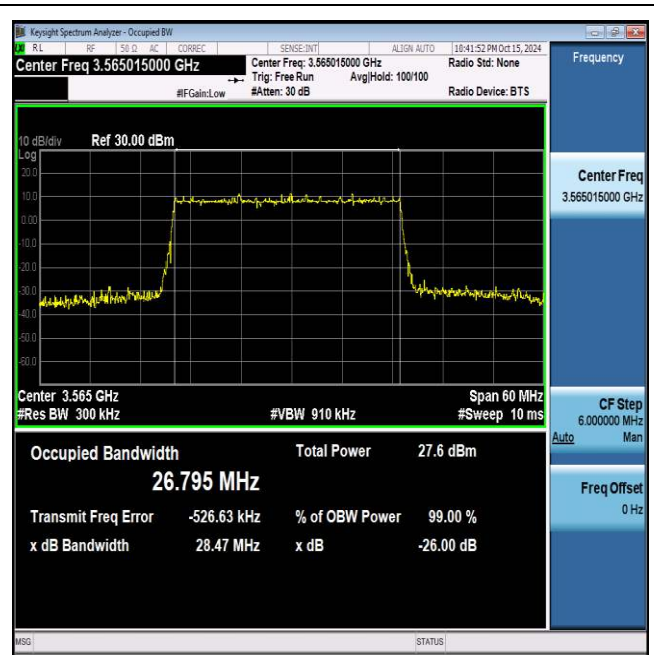 Keysight Spectrum Analyzer - Occupied BW
RL RF 50 Ω AC CORREC SENSE:INT ALIGN AUTO 10:41:52 PM Oct 15, 2024
Center Freq 3.565015000 GHz
Center Freq: 3.565015000 GHz
Radio Std: None
Trig: Free Run Avg|Hold: 100/100
#IFGain:Low #Atten: 30 dB Radio Device: BTS
10 dB/div Ref 30.00 dBm
Log
20.0
10.0
0.00
-10.0
-20.0
-30.0
-40.0
-50.0
-60.0
Center 3.565 GHz Span 60 MHz
#Res BW 300 kHz #VBW 910 kHz #Sweep 10 ms
Occupied Bandwidth Total Power 27.6 dBm
26.795 MHz
Transmit Freq Error -526.63 kHz % of OBW Power 99.00 %
x dB Bandwidth 28.47 MHz x dB -26.00 dB
MSG STATUS
Frequency
Center Freq
3.565015000 GHz
CF Step
6.000000 MHz
Auto Man
Freq Offset
0 Hz